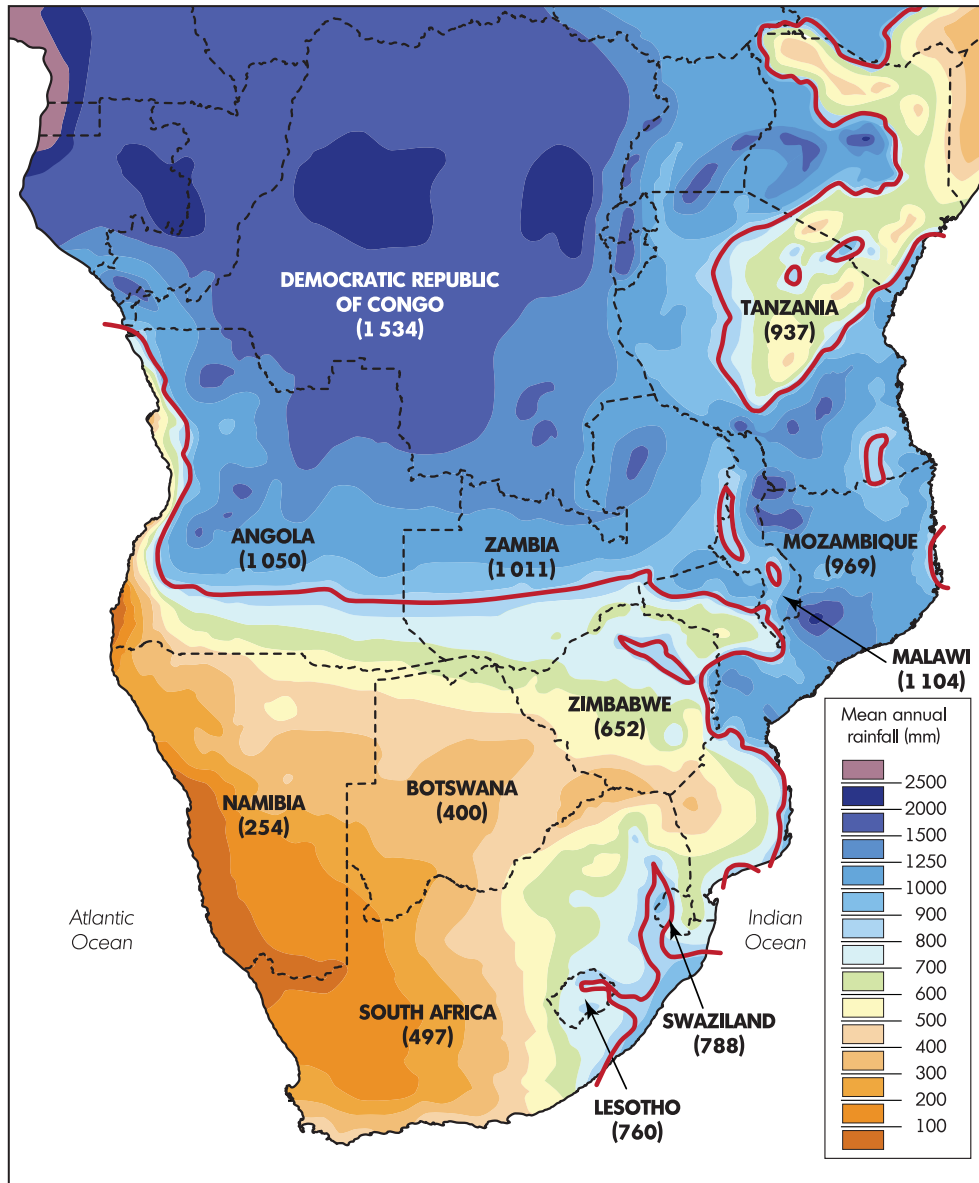 DEMOCRATIC REPUBLIC
OF CONGO
(1 534)
TANZANIA
(937)
ANGOLA
(1 050)
ZAMBIA
(1 011)
MOZAMBIQUE
(969)
MALAWI
(1 104)
ZIMBABWE
(652)
NAMIBIA
(254)
BOTSWANA
(400)
Atlantic
Ocean
Indian
Ocean
SOUTH AFRICA
(497)
SWAZILAND
(788)
LESOTHO
(760)
Mean annual
rainfall (mm)
2500
2000
1500
1250
1000
900
800
700
600
500
400
300
200
100